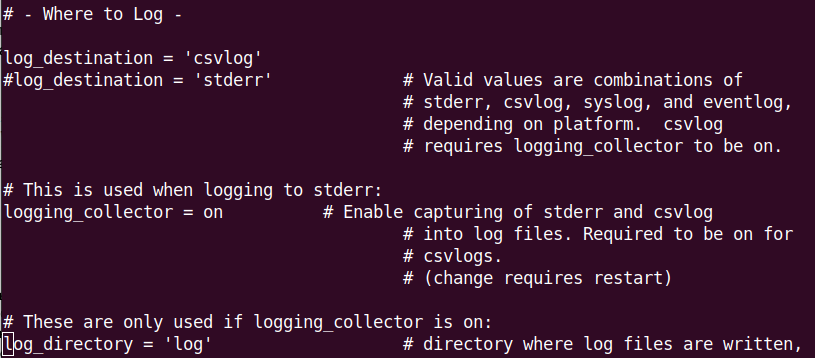 # - Where to Log -
log_destination = 'csvlog'
#log_destination = 'stderr' # Valid values are combinations of
# stderr, csvlog, syslog, and eventlog,
# depending on platform. csvlog
# requires logging_collector to be on.
# This is used when logging to stderr:
logging_collector = on # Enable capturing of stderr and csvlog
# into log files. Required to be on for
# csvlogs.
# (change requires restart)
# These are only used if logging_collector is on:
log_directory = 'log' # directory where log files are written,